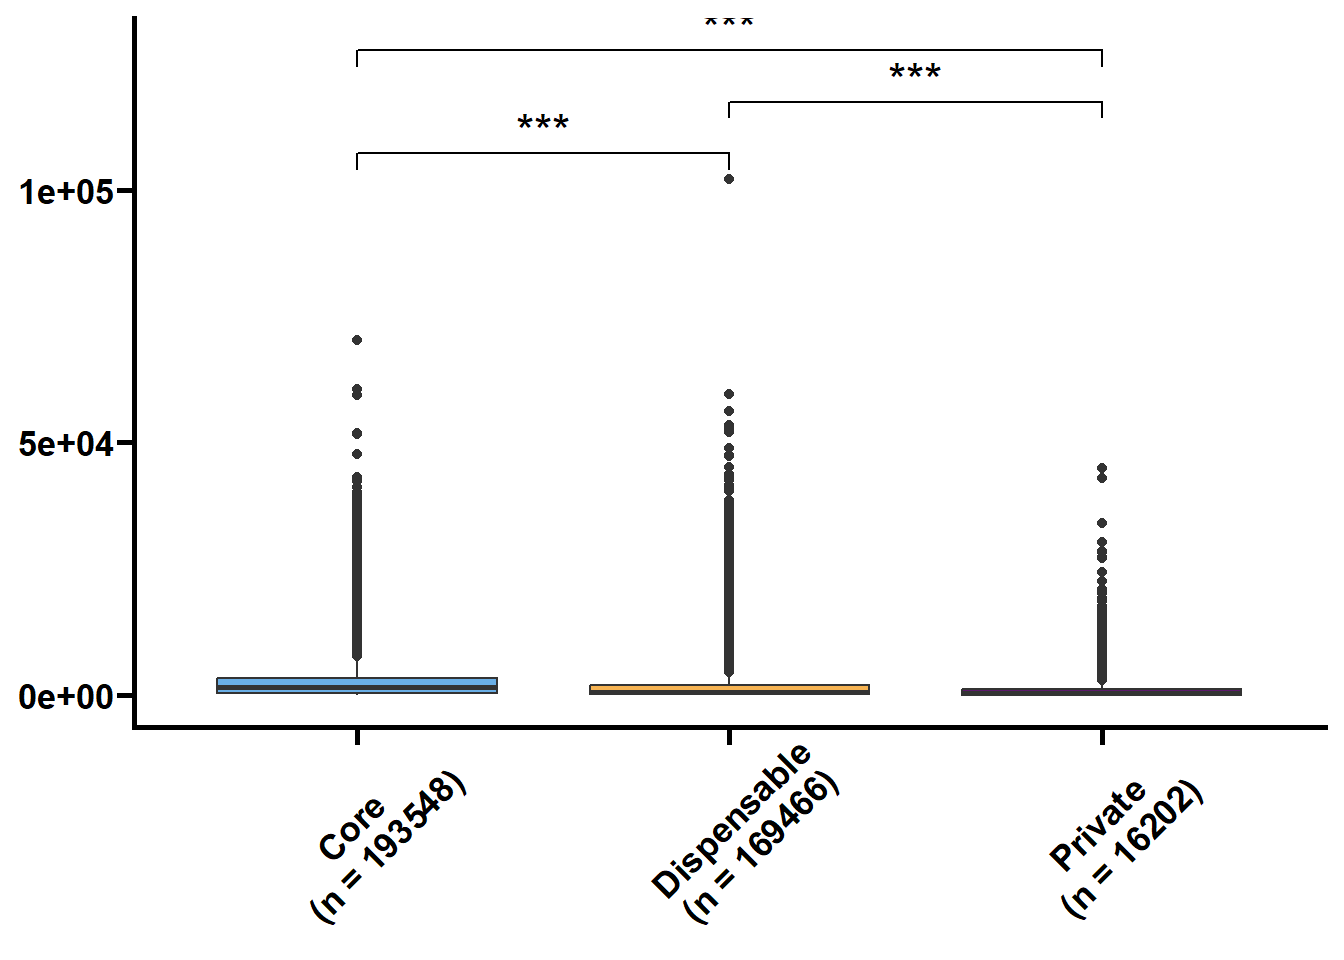 ***
***
***
1e+05
5e+04
0e+00
Core
(n = 193548)
Dispensable
(n = 169466)
Private
(n = 16202)